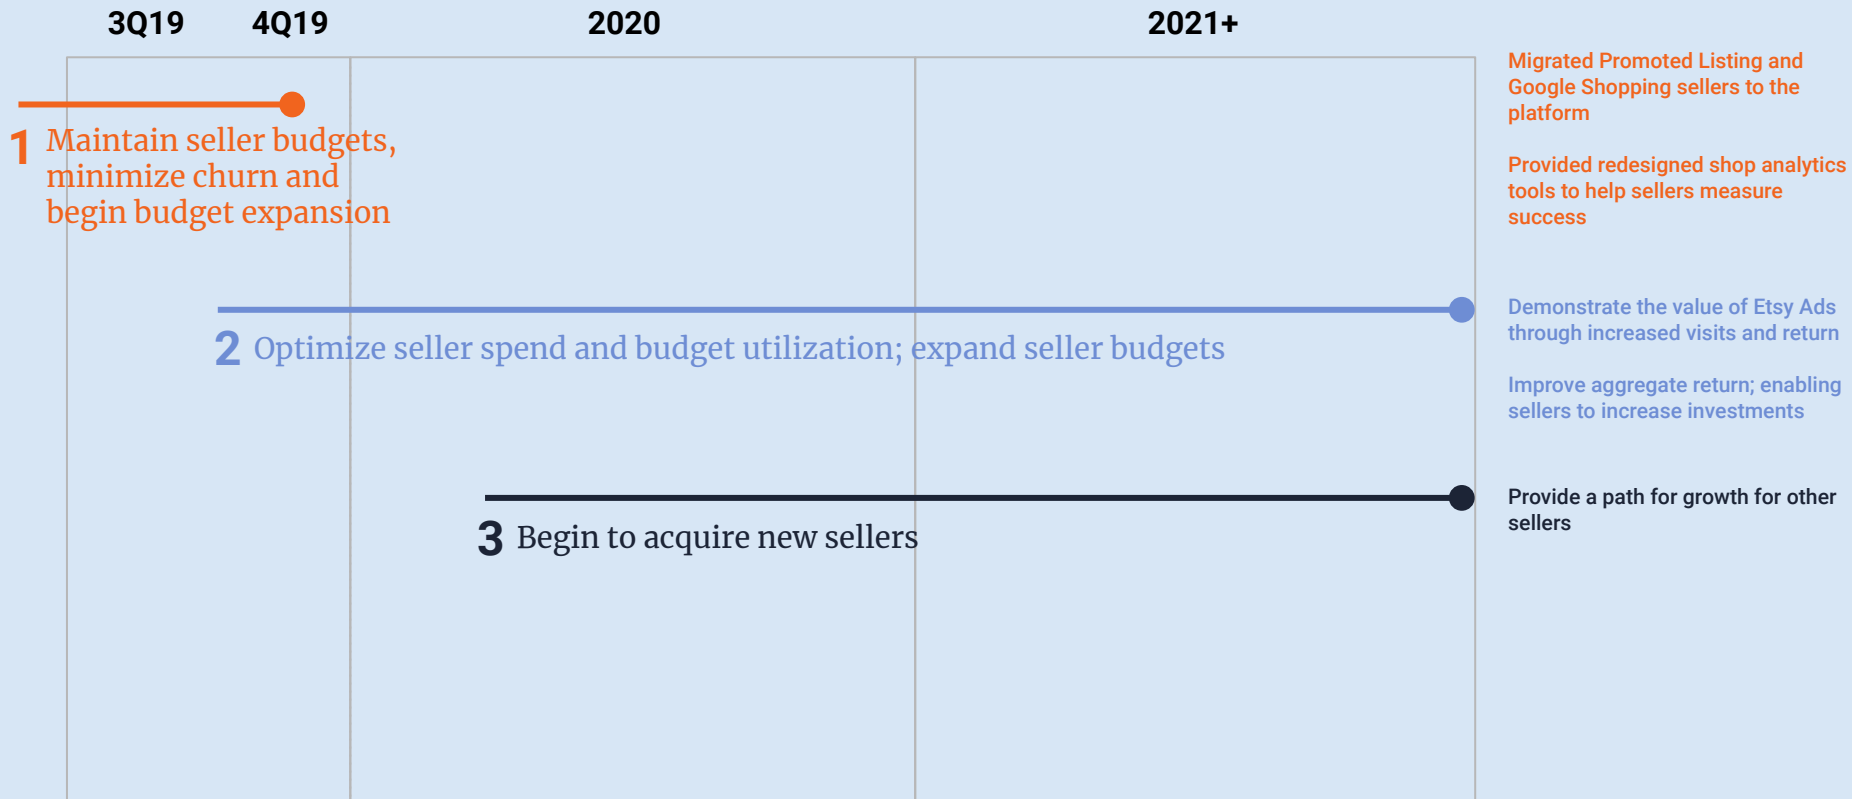 3Q19 4Q19 2020 2021+
Migrated Promoted Listing and
Google Shopping sellers to the
platform
1 Maintain seller budgets,
minimize churn and
begin budget expansion
Provided redesigned shop analytics
tools to help sellers measure
success
2 Optimize seller spend and budget utilization; expand seller budgets
Demonstrate the value of Etsy Ads
through increased visits and return
Improve aggregate return; enabling
sellers to increase investments
3 Begin to acquire new sellers
Provide a path for growth for other
sellers